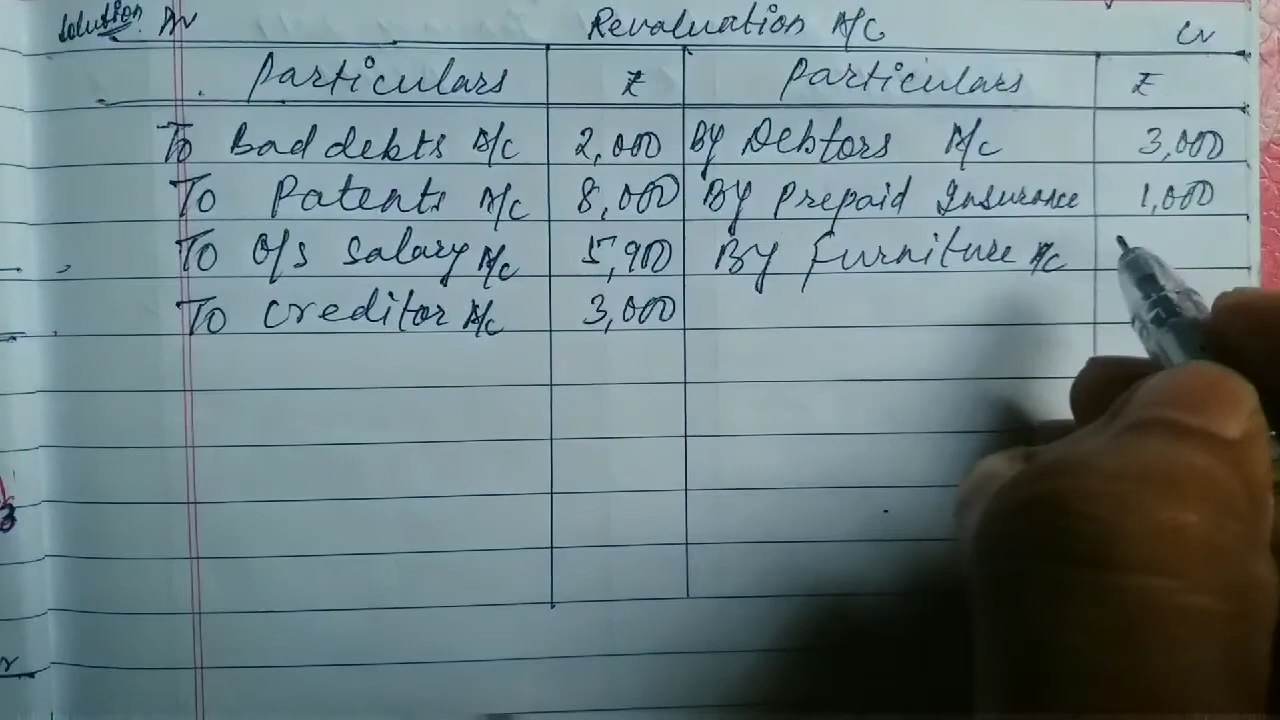 Solution Dr Revaluation A/C Cr
Particulars ₹ Particulars ₹
To Bad debts A/c 2,000 By Debtors A/c 3,000
To Patents A/c 8,000 By Prepaid Insurance 1,000
To O/s Salary A/c 5,900 By Furniture A/c
To Creditor A/c 3,000